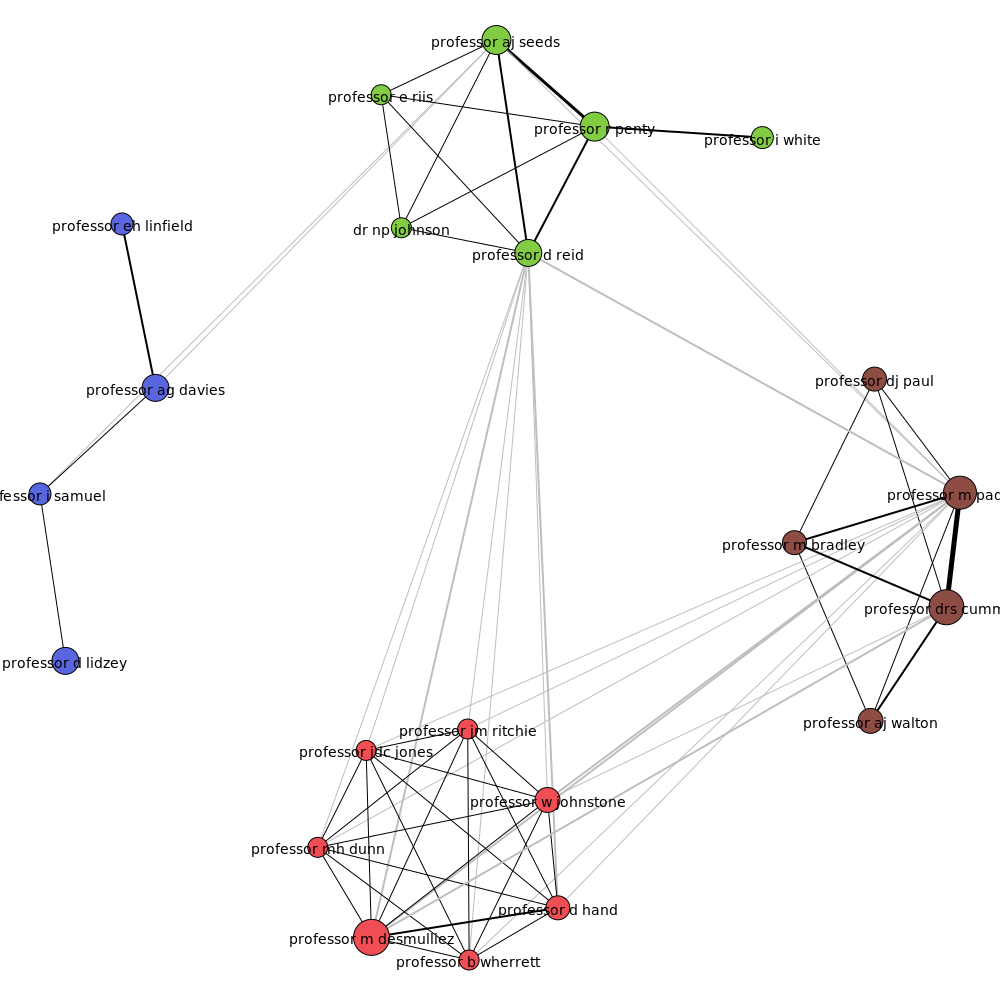 professor aj seeds
professor e riis
professor r penty
professor i white
professor eh linfield
dr np johnson
professor d reid
professor dj paul
professor ag davies
fessor i samuel
professor m pad
professor m bradley
professor drs cumm
professor d lidzey
professor aj walton
professor jm ritchie
professor jdc jones
professor w johnstone
professor mh dunn
professor d hand
professor m desmulliez
professor b wherrett